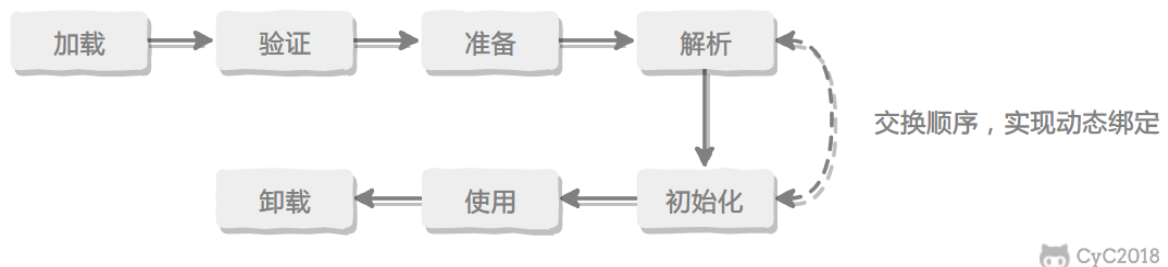 加载
验证
准备
解析
交换顺序，实现动态绑定
初始化
使用
卸载
CyC2018